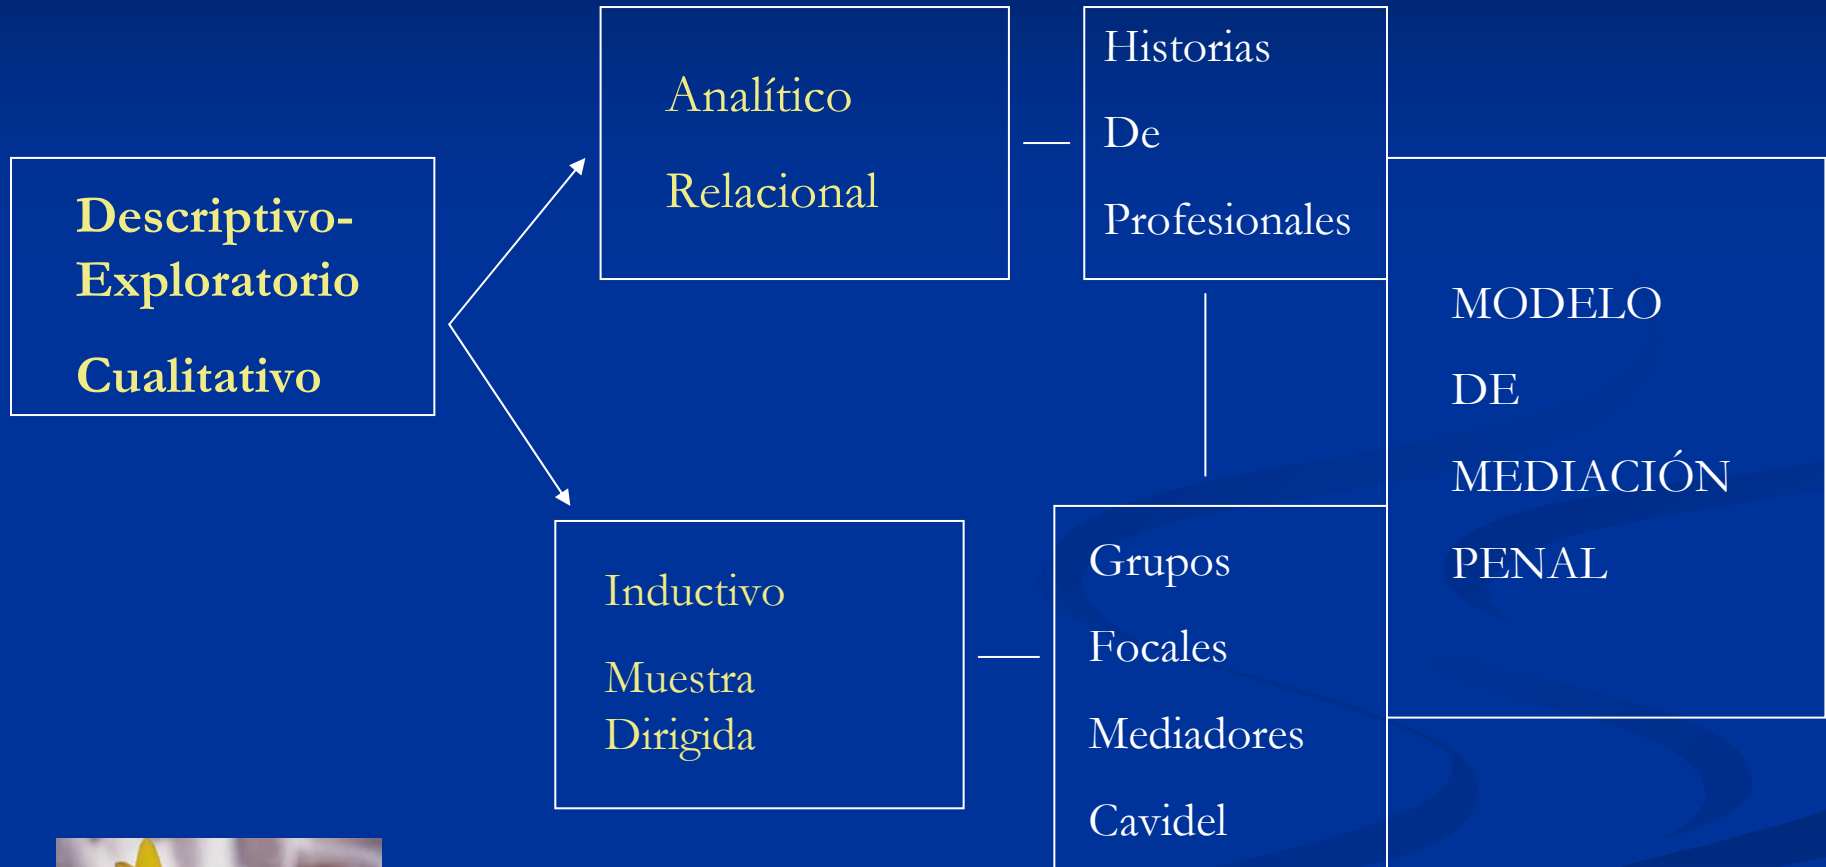 Descriptivo-
Exploratorio
Cualitativo
Analítico
Relacional
Historias
De
Profesionales
Inductivo
Muestra
Dirigida
Grupos
Focales
Mediadores
Cavidel
MODELO
DE
MEDIACIÓN
PENAL